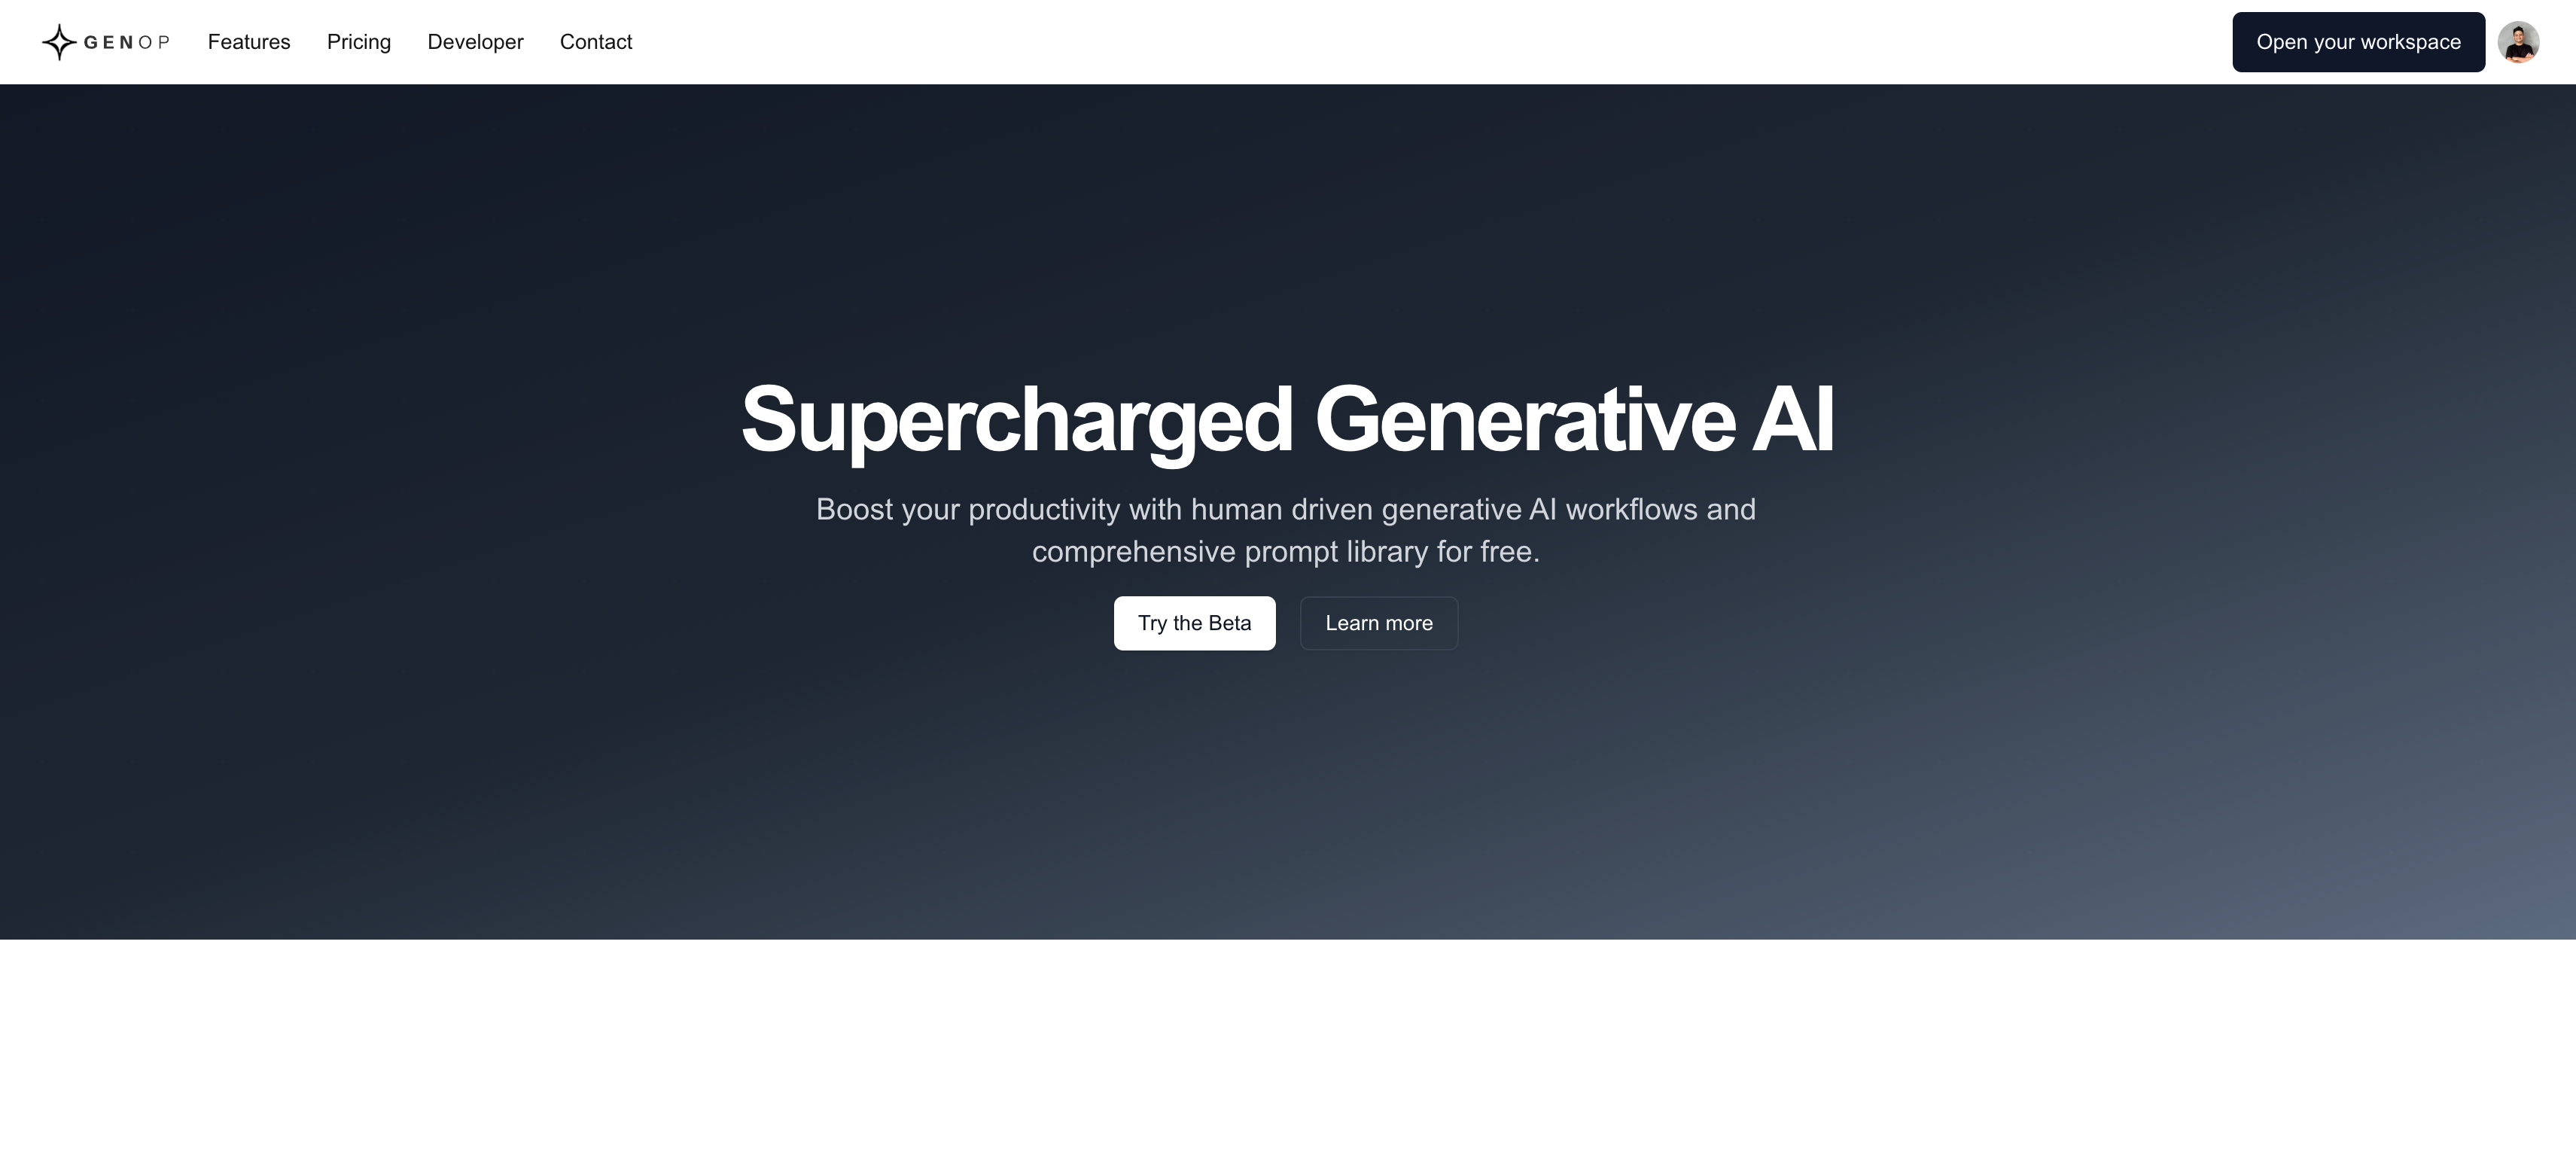 GENOP
Features
Pricing
Developer
Contact
Open your workspace
Supercharged Generative AI
Boost your productivity with human driven generative AI workflows and
comprehensive prompt library for free.
Try the Beta
Learn more